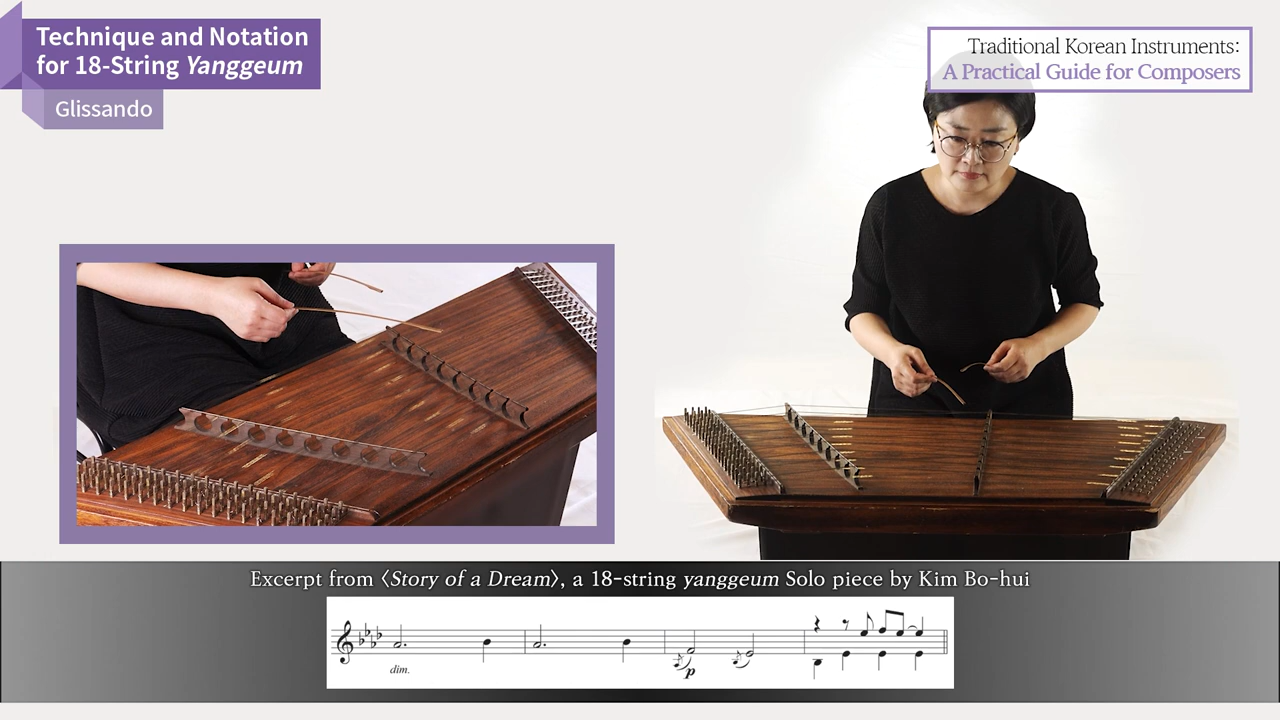 Technique and Notation
for 18-String Yanggeum
Glissando
Traditional Korean Instruments:
A Practical Guide for Composers
Excerpt from 〈Story of a Dream〉, a 18-string yanggeum Solo piece by Kim Bo-hui
dim.
p